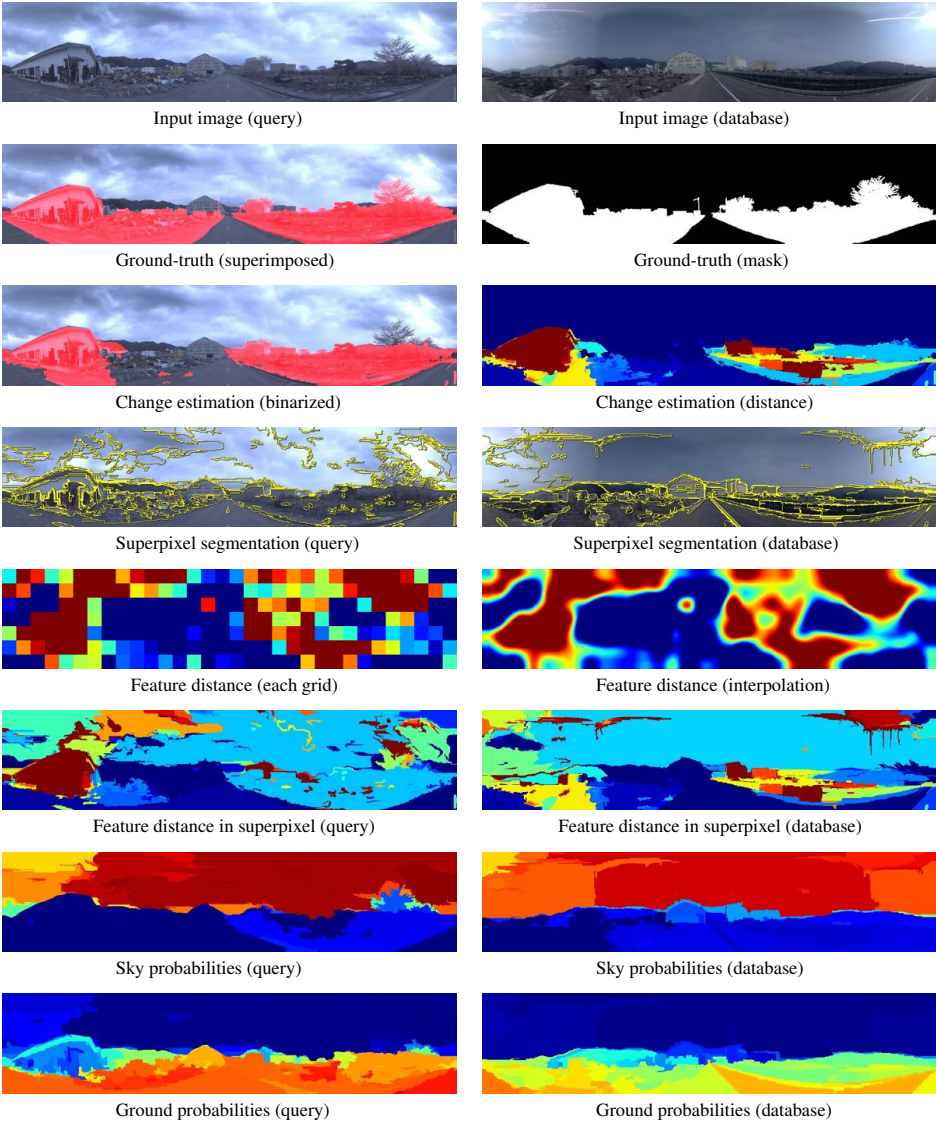 Input image (query)
Input image (database)
Ground-truth (superimposed)
Ground-truth (mask)
Change estimation (binarized)
Change estimation (distance)
Superpixel segmentation (query)
Superpixel segmentation (database)
Feature distance (each grid)
Feature distance (interpolation)
Feature distance in superpixel (query)
Feature distance in superpixel (database)
Sky probabilities (query)
Sky probabilities (database)
Ground probabilities (query)
Ground probabilities (database)